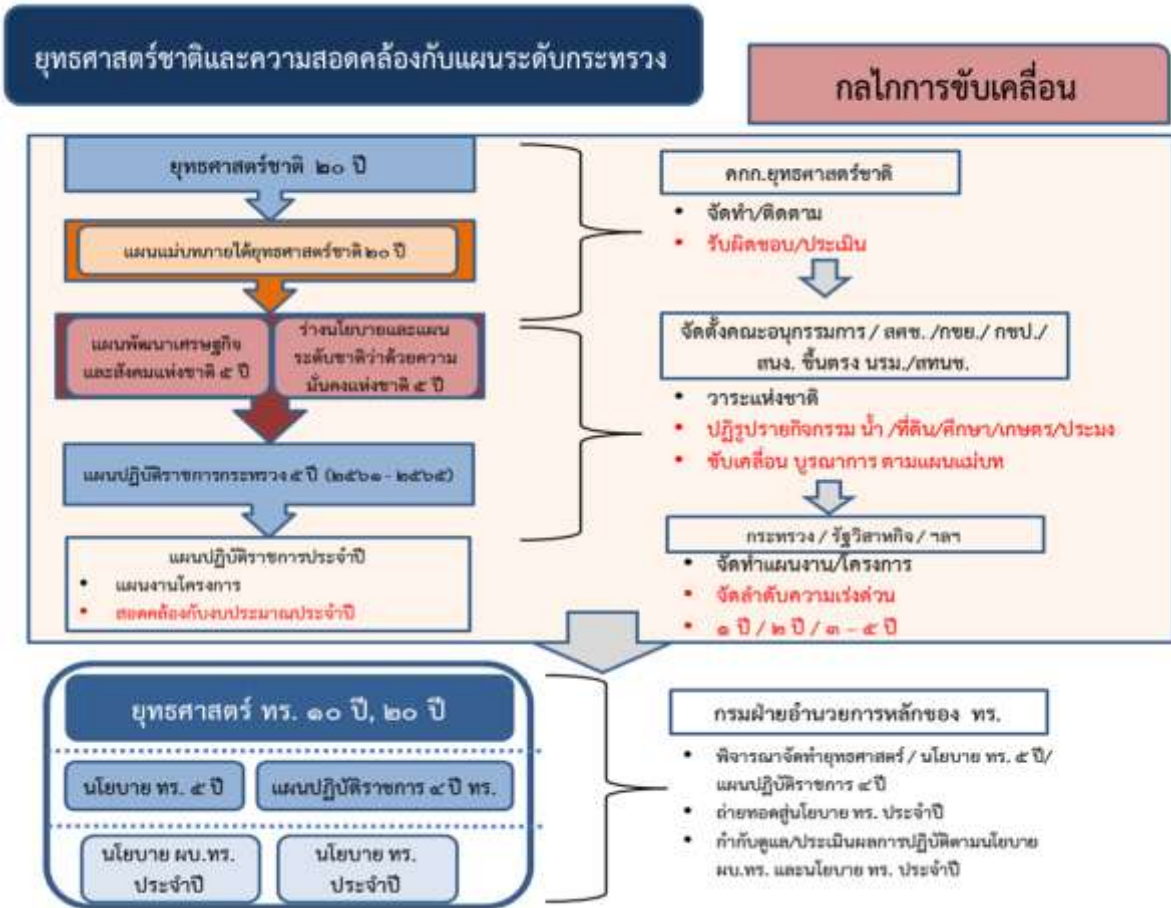 ยุทธศาสตร์ชาติและความสอดคล้องกับแผนระดับกระทรวง
กลไกการขับเคลื่อน
ยุทธศาสตร์ชาติ ๒๐ ปี
แผนแม่บทภายใต้ยุทธศาสตร์ชาติ ๒๐ ปี
แผนพัฒนาเศรษฐกิจ
และสังคมแห่งชาติ ๕ ปี
ร่างนโยบายและแผน
ระดับชาติว่าด้วยความ
มั่นคงแห่งชาติ ๕ ปี
แผนปฏิบัติราชการกระทรวง ๕ ปี (๒๕๖๑ - ๒๕๖๕)
แผนปฏิบัติราชการประจำปี
• แผนงานโครงการ
• สอดคล้องกับงบประมาณประจำปี
คกก.ยุทธศาสตร์ชาติ
• จัดทำ/ติดตาม
• รับผิดชอบ/ประเมิน
จัดตั้งคณะอนุกรรมการ / สศช. /กขย./ กขป./
สนง. ขึ้นตรง นรม./สทนช.
• วาระแห่งชาติ
• ปฏิรูปรายกิจกรรม น้ำ /ที่ดิน/ศึกษา/เกษตร/ประมง
• ขับเคลื่อน บูรณาการ ตามแผนแม่บท
กระทรวง / รัฐวิสาหกิจ / ฯลฯ
• จัดทำแผนงาน/โครงการ
• จัดลำดับความเร่งด่วน
• ๑ ปี / ๒ ปี / ๓ – ๕ ปี
ยุทธศาสตร์ ทร. ๑๐ ปี, ๒๐ ปี
นโยบาย ทร. ๕ ปี
แผนปฏิบัติราชการ ๔ ปี ทร.
นโยบาย ผบ.ทร.
ประจำปี
นโยบาย ทร.
ประจำปี
กรมฝ่ายอำนวยการหลักของ ทร.
• พิจารณาจัดทำยุทธศาสตร์ / นโยบาย ทร. ๕ ปี/
แผนปฏิบัติราชการ ๔ ปี
• ถ่ายทอดสู่นโยบาย ทร. ประจำปี
• กำกับดูแล/ประเมินผลการปฏิบัติตามนโยบาย
ผบ.ทร. และนโยบาย ทร. ประจำปี